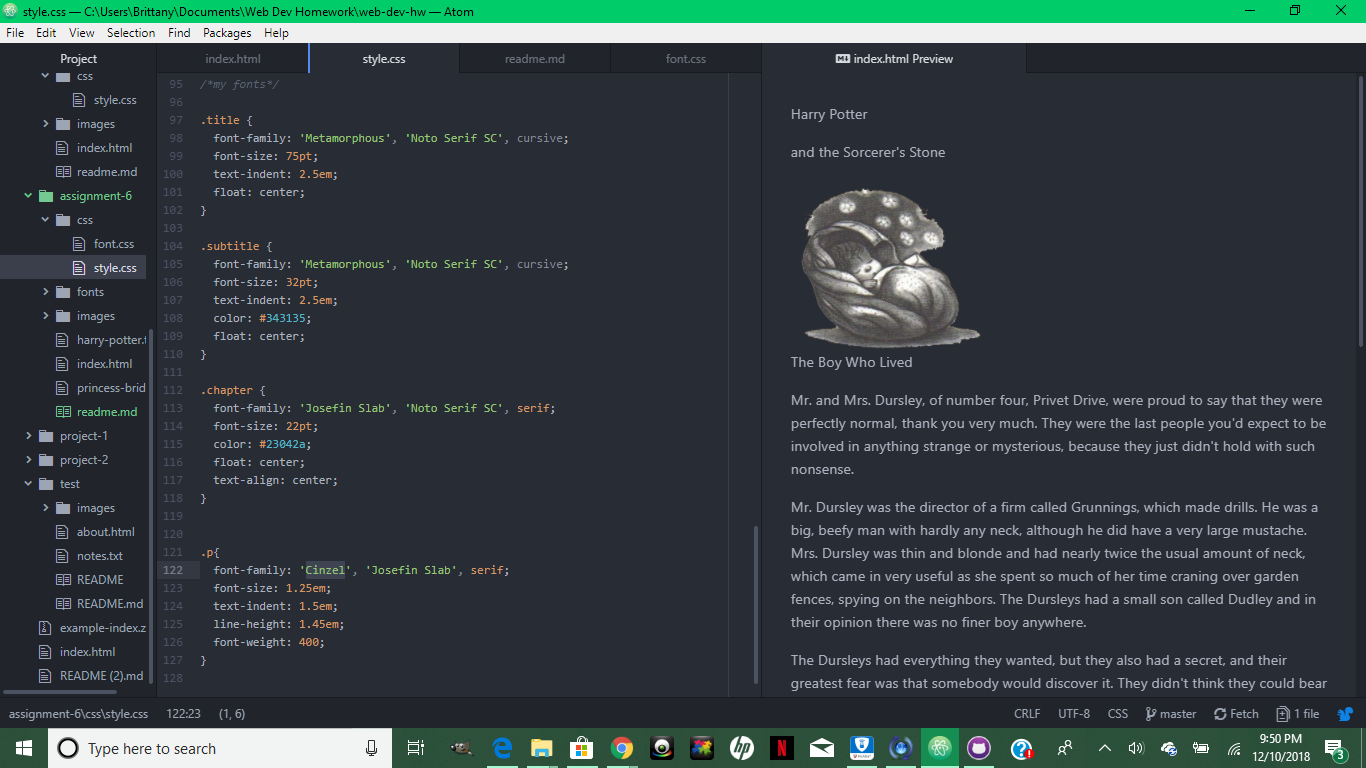 style.css — C:\Users\Brittany\Documents\Web Dev Homework\web-dev-hw — Atom
File Edit View Selection Find Packages Help
Project
css
style.css
images
index.html
readme.md
assignment-6
css
font.css
style.css
fonts
images
harry-potter.
index.html
princess-brid
readme.md
project-1
project-2
test
images
about.html
notes.txt
README
README.md
example-index.z
index.html
README (2).md
index.html style.css readme.md font.css
95 /*my fonts*/
96
97 .title {
98 font-family: 'Metamorphous', 'Noto Serif SC', cursive;
99 font-size: 75pt;
100 text-indent: 2.5em;
101 float: center;
102 }
103
104 .subtitle {
105 font-family: 'Metamorphous', 'Noto Serif SC', cursive;
106 font-size: 32pt;
107 text-indent: 2.5em;
108 color: #343135;
109 float: center;
110 }
111
112 .chapter {
113 font-family: 'Josefin Slab', 'Noto Serif SC', serif;
114 font-size: 22pt;
115 color: #23042a;
116 float: center;
117 text-align: center;
118 }
119
120
121 .p{
122 font-family: 'Cinzel', 'Josefin Slab', serif;
123 font-size: 1.25em;
124 text-indent: 1.5em;
125 line-height: 1.45em;
126 font-weight: 400;
127 }
128
index.html Preview
Harry Potter
and the Sorcerer's Stone
The Boy Who Lived
Mr. and Mrs. Dursley, of number four, Privet Drive, were proud to say that they were
perfectly normal, thank you very much. They were the last people you'd expect to be
involved in anything strange or mysterious, because they just didn't hold with such
nonsense.
Mr. Dursley was the director of a firm called Grunnings, which made drills. He was a
big, beefy man with hardly any neck, although he did have a very large mustache.
Mrs. Dursley was thin and blonde and had nearly twice the usual amount of neck,
which came in very useful as she spent so much of her time craning over garden
fences, spying on the neighbors. The Dursleys had a small son called Dudley and in
their opinion there was no finer boy anywhere.
The Dursleys had everything they wanted, but they also had a secret, and their
greatest fear was that somebody would discover it. They didn't think they could bear
assignment-6\css\style.css 122:23 (1, 6) CRLF UTF-8 CSS master Fetch 1 file
Type here to search
hp
N
9:50 PM
12/10/2018
3